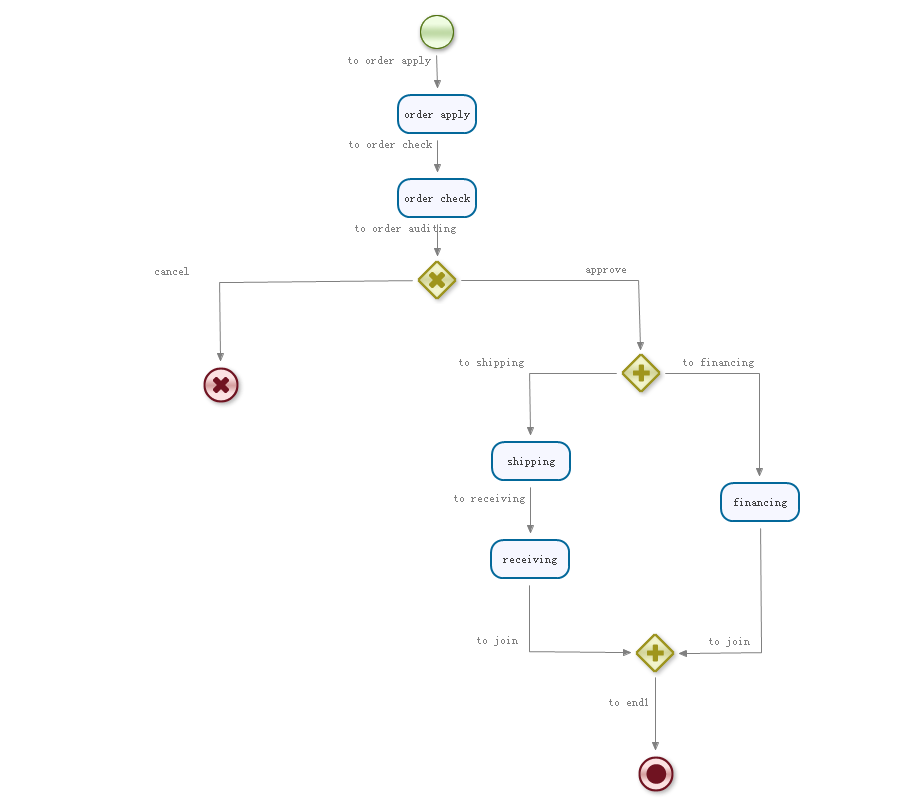 to order apply
order apply
to order check
order check
to order auditing
cancel
approve
to shipping
to financing
shipping
to receiving
financing
receiving
to join
to join
to end1